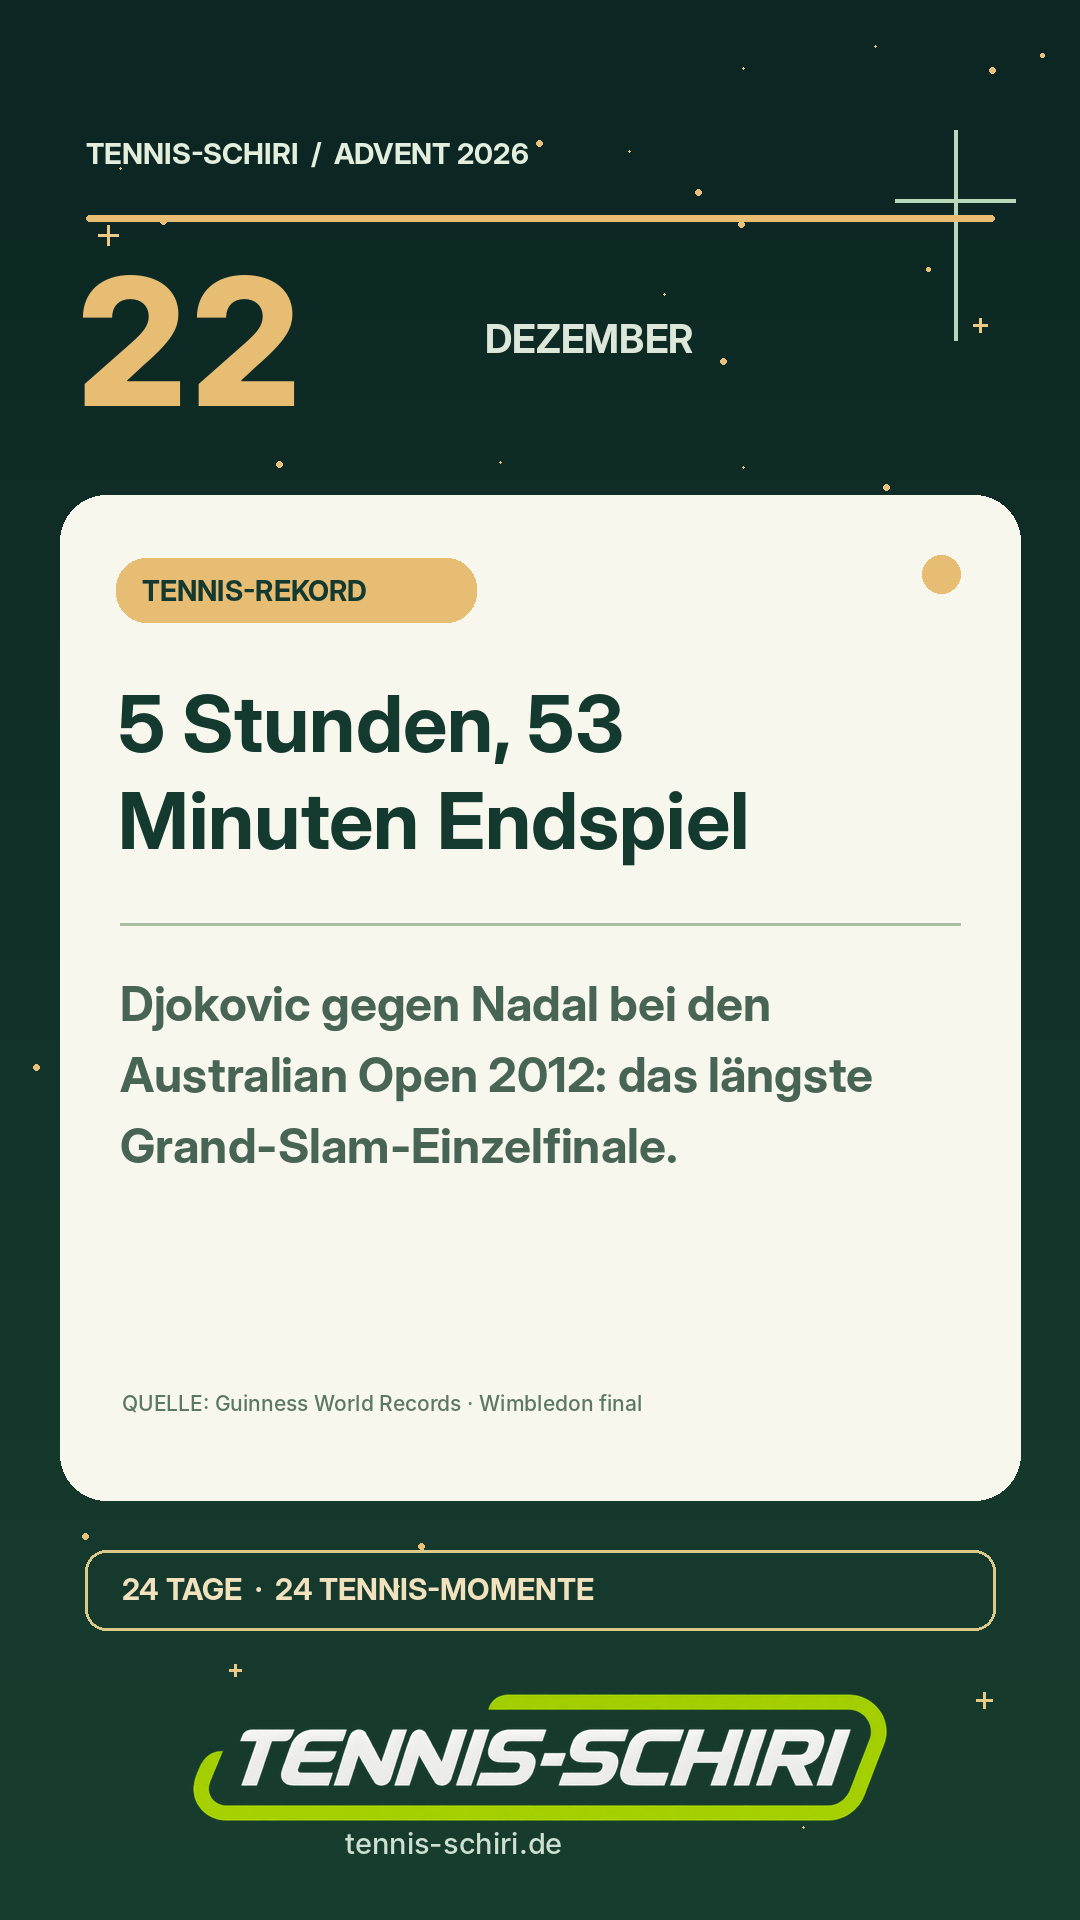 TENNIS-SCHIRI / ADVENT 2026
22
DEZEMBER
TENNIS-REKORD
5 Stunden, 53
Minuten Endspiel
Djokovic gegen Nadal bei den
Australian Open 2012: das längste
Grand-Slam-Einzelfinale.
QUELLE: Guinness World Records · Wimbledon final
24 TAGE · 24 TENNIS-MOMENTE
TENNIS-SCHIRI
tennis-schiri.de